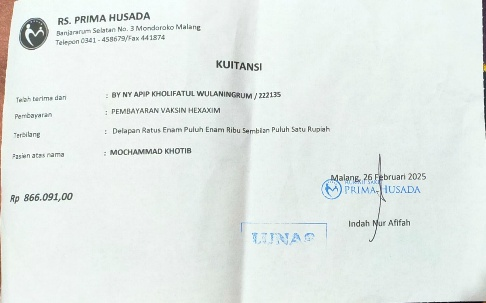 RS. PRIMA HUSADA
Banjararum Selatan No. 3 Mondoroko Malang
Telepon 0341 - 458679/Fax 441874
KUITANSI
Telah terima dari : BY NY APIP KHOLIFATUL WULANINGRUM / 222135
Pembayaran : PEMBAYARAN VAKSIN HEXAXIM
Terbilang : Delapan Ratus Enam Puluh Enam Ribu Sembilan Puluh Satu Rupiah
Pasien atas nama : MOCHAMMAD KHOTIB
Malang, 26 Februari 2025
PRIMA HUSADA
Rp 866.091,00
Indah Nur Afifah
LUNAS